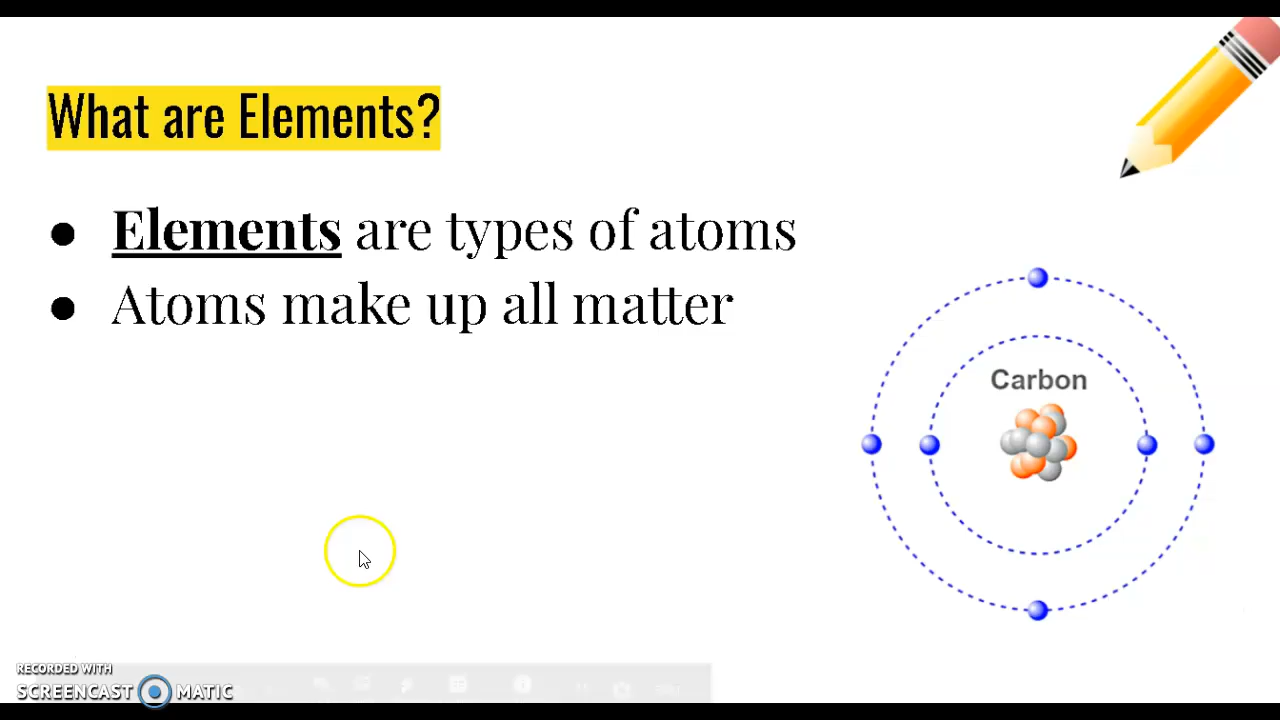 What are Elements?
● Elements are types of atoms
● Atoms make up all matter
Carbon
RECORDED WITH
SCREENCAST MATIC